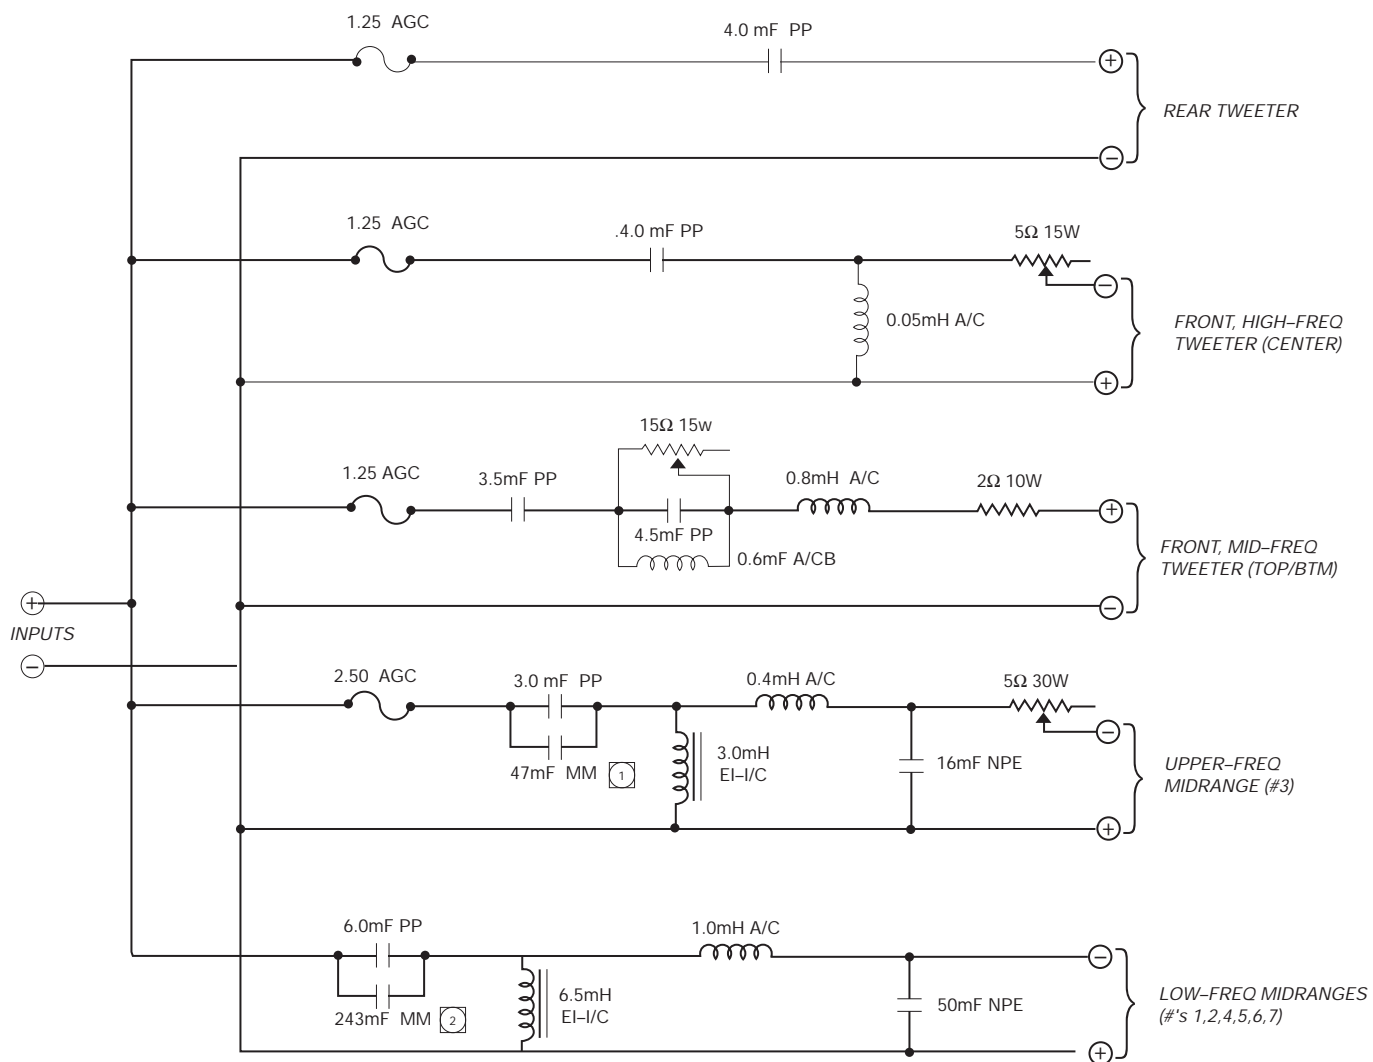 1.25 AGC
4.0 mF PP
+
REAR TWEETER
−
1.25 AGC
.4.0 mF PP
5Ω 15W
−
0.05mH A/C
FRONT, HIGH–FREQ
TWEETER (CENTER)
+
15Ω 15w
1.25 AGC
3.5mF PP
0.8mH A/C
2Ω 10W
+
4.5mF PP
0.6mF A/CB
FRONT, MID–FREQ
TWEETER (TOP/BTM)
+
−
INPUTS
−
2.50 AGC
3.0 mF PP
0.4mH A/C
5Ω 30W
−
47mF MM 1
3.0mH
EI–I/C
16mF NPE
UPPER–FREQ
MIDRANGE (#3)
+
6.0mF PP
1.0mH A/C
−
243mF MM 2
6.5mH
EI–I/C
50mF NPE
LOW–FREQ MIDRANGES
(#'s 1,2,4,5,6,7)
+